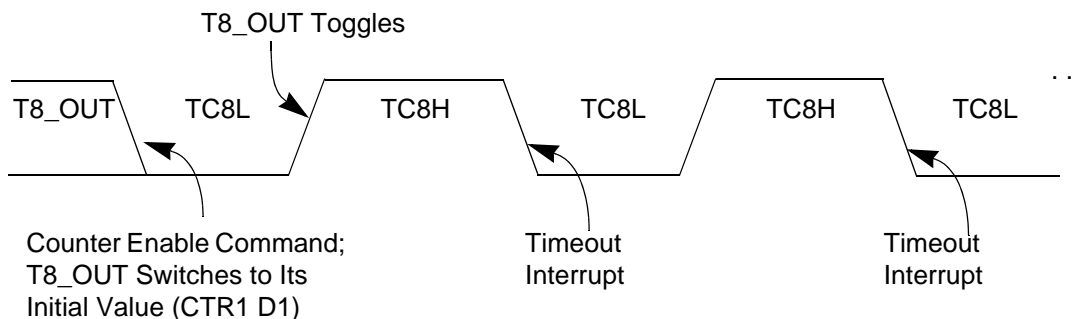 T8_OUT Toggles
. .
T8_OUT TC8L TC8H TC8L TC8H TC8L
Counter Enable Command;
T8_OUT Switches to Its
Initial Value (CTR1 D1)
Timeout
Interrupt
Timeout
Interrupt